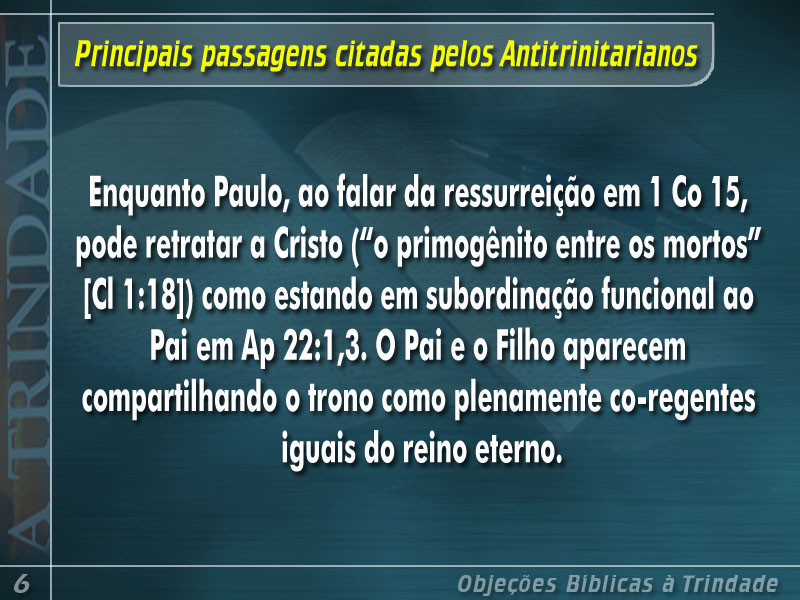 Principais passagens citadas pelos Antitrinitarianos
Enquanto Paulo, ao falar da ressurreição em 1 Co 15,
pode retratar a Cristo (“o primogênito entre os mortos”
[Cl 1:18]) como estando em subordinação funcional ao
Pai em Ap 22:1,3. O Pai e o Filho aparecem
compartilhando o trono como plenamente co-regentes
iguais do reino eterno.
A TRINDADE
6
Objeções Bíblicas à Trindade